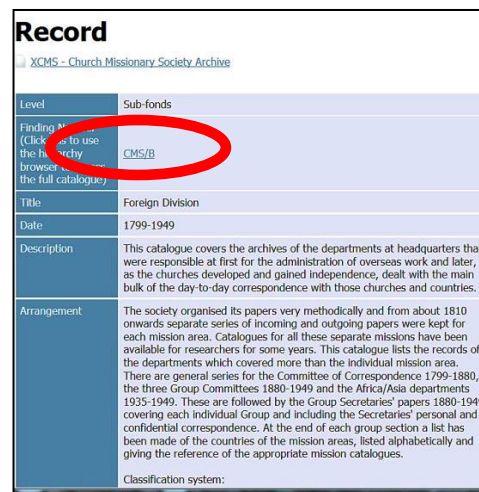 Record
XCMS - Church Missionary Society Archive
Level Sub-fonds
Finding
(Click to use
the hierarchy
browser
the full catalogue)
CMS/B
Title Foreign Division
Date 1799-1949
Description This catalogue covers the archives of the departments at headquarters tha
were responsible at first for the administration of overseas work and later,
as the churches developed and gained independence, dealt with the main
bulk of the day-to-day correspondence with those churches and countries.
Arrangement The society organised its papers very methodically and from about 1810
onwards separate series of incoming and outgoing papers were kept for
each mission area. Catalogues for all these separate missions have been
available for researchers for some years. This catalogue lists the records of
the departments which covered more than the individual mission area.
There are general series for the Committee of Correspondence 1799-1880,
the three Group Committees 1880-1949 and the Africa/Asia departments
1935-1949. These are followed by the Group Secretaries' papers 1880-194
covering each individual Group and including the Secretaries' personal and
confidential correspondence. At the end of each group section a list has
been made of the countries of the mission areas, listed alphabetically and
giving the reference of the appropriate mission catalogues.
Classification system: